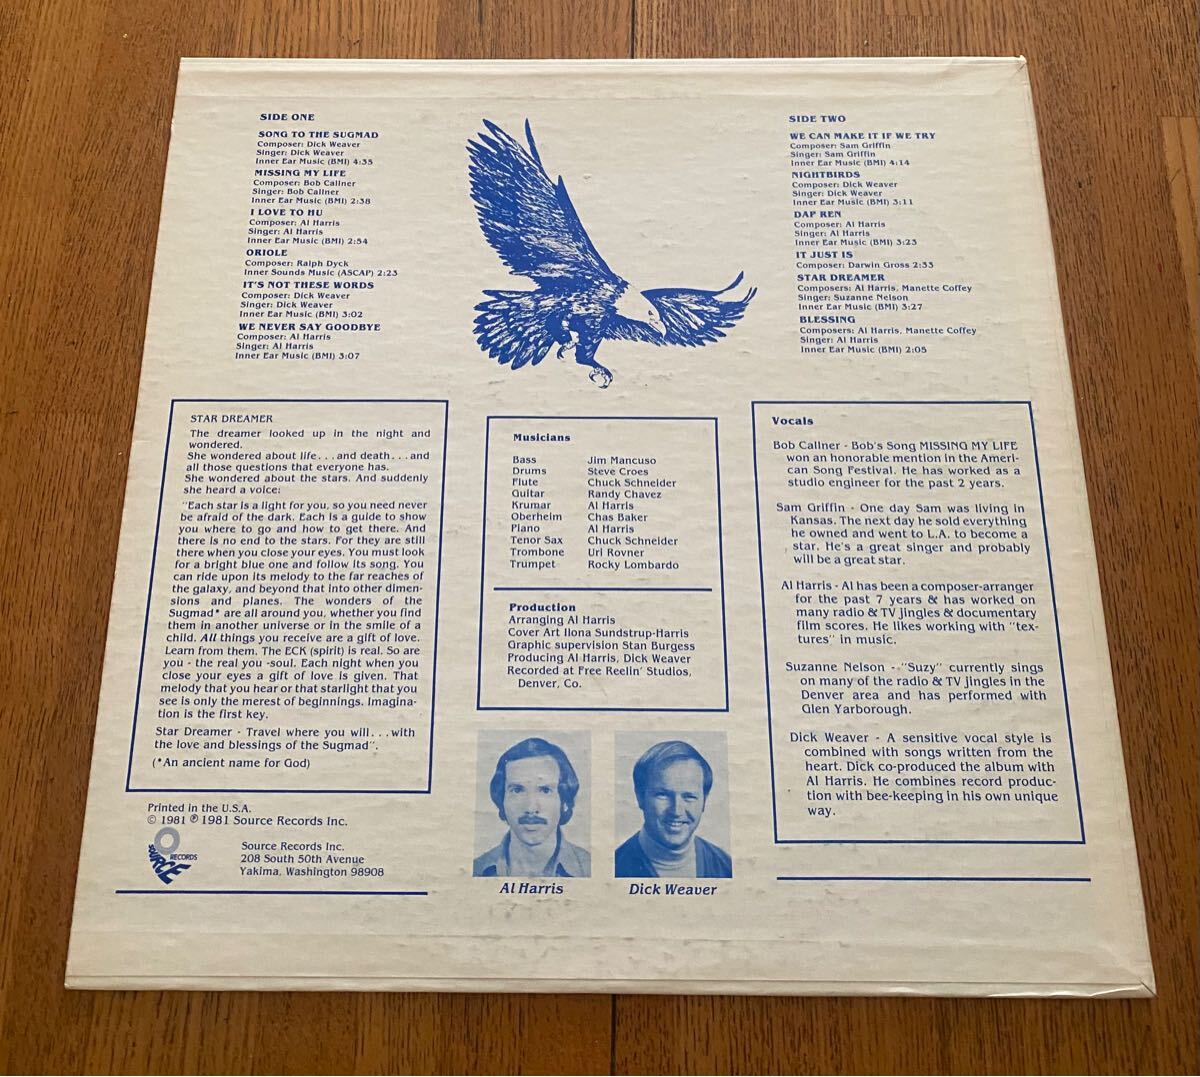 SIDE ONE
SONG TO THE SUGMAD
Composer: Dick Weaver
Singer: Dick Weaver
Inner Ear Music (BMI) 4:35
MISSING MY LIFE
Composer: Bob Callner
Singer: Bob Callner
Inner Ear Music (BMI) 2:38
I LOVE TO HU
Composer: Al Harris
Singer: Al Harris
Inner Ear Music (BMI) 2:54
ORIOLE
Composer: Ralph Dyck
Inner Sounds Music (ASCAP) 2:23
IT'S NOT THESE WORDS
Composer: Dick Weaver
Singer: Dick Weaver
Inner Ear Music (BMI) 3:02
WE NEVER SAY GOODBYE
Composer: Al Harris
Singer: Al Harris
Inner Ear Music (BMI) 3:07
SIDE TWO
WE CAN MAKE IT IF WE TRY
Composer: Sam Griffin
Singer: Sam Griffin
Inner Ear Music (BMI) 4:14
NIGHTBIRDS
Composer: Dick Weaver
Singer: Dick Weaver
Inner Ear Music (BMI) 3:11
DAP REN
Composer: Al Harris
Singer: Al Harris
Inner Ear Music (BMI) 3:23
IT JUST IS
Composer: Darwin Gross 2:33
STAR DREAMER
Composers: Al Harris, Manette Coffey
Singer: Suzanne Nelson
Inner Ear Music (BMI) 3:27
BLESSING
Composers: Al Harris, Manette Coffey
Singer: Al Harris
Inner Ear Music (BMI) 2:05
STAR DREAMER
The dreamer looked up in the night and
wondered.
She wondered about life...and death...and
all those questions that everyone has.
She wondered about the stars. And suddenly
she heard a voice:
"Each star is a light for you, so you need never
be afraid of the dark. Each is a guide to show
you where to go and how to get there. And
there is no end to the stars. For they are still
there when you close your eyes. You must look
for a bright blue one and follow its song. You
can ride upon its melody to the far reaches of
the galaxy, and beyond that into other dimen-
sions and planes. The wonders of the
Sugmad* are all around you, whether you find
them in another universe or in the smile of a
child. All things you receive are a gift of love.
Learn from them. The ECK (spirit) is real. So are
you - the real you -soul. Each night when you
close your eyes a gift of love is given. That
melody that you hear or that starlight that you
see is only the merest of beginnings. Imagina-
tion is the first key.
Star Dreamer - Travel where you will...with
the love and blessings of the Sugmad".
(*An ancient name for God)
Musicians
Bass Jim Mancuso
Drums Steve Croes
Flute Chuck Schneider
Guitar Randy Chavez
Krumar Al Harris
Oberheim Chas Baker
Piano Al Harris
Tenor Sax Chuck Schneider
Trombone Uri Rovner
Trumpet Rocky Lombardo
Production
Arranging Al Harris
Cover Art Ilona Sundstrup-Harris
Graphic supervision Stan Burgess
Producing Al Harris, Dick Weaver
Recorded at Free Reelin' Studios,
Denver, Co.
Vocals
Bob Callner - Bob's Song MISSING MY LIFE
won an honorable mention in the Ameri-
can Song Festival. He has worked as a
studio engineer for the past 2 years.
Sam Griffin - One day Sam was living in
Kansas. The next day he sold everything
he owned and went to L.A. to become a
star. He's a great singer and probably
will be a great star.
Al Harris - Al has been a composer-arranger
for the past 7 years & has worked on
many radio & TV jingles & documentary
film scores. He likes working with "tex-
tures" in music.
Suzanne Nelson - "Suzy" currently sings
on many of the radio & TV jingles in the
Denver area and has performed with
Glen Yarborough.
Dick Weaver - A sensitive vocal style is
combined with songs written from the
heart. Dick co-produced the album with
Al Harris. He combines record produc-
tion with bee-keeping in his own unique
way.
Printed in the U.S.A.
© 1981 ℗ 1981 Source Records Inc.
SOURCE RECORDS
Source Records Inc.
208 South 50th Avenue
Yakima, Washington 98908
Al Harris
Dick Weaver